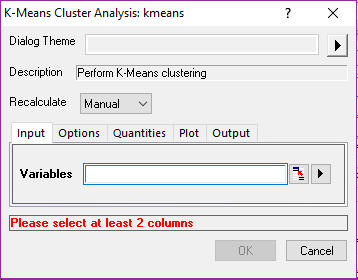 K-Means Cluster Analysis: kmeans
Dialog Theme
Description Perform K-Means clustering
Recalculate Manual
Input Options Quantities Plot Output
Variables
Please select at least 2 columns
OK Cancel